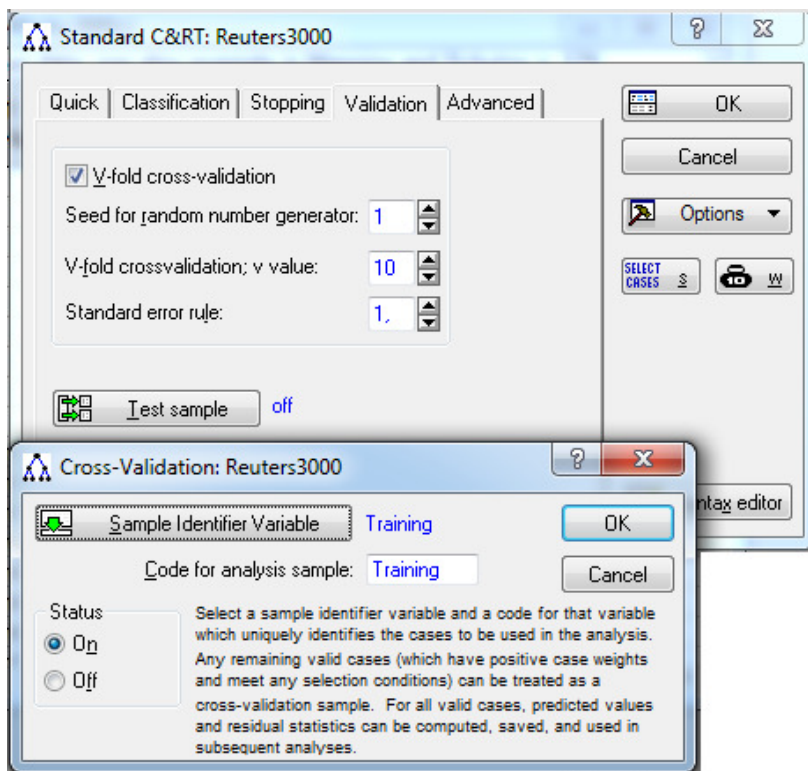 Standard C&RT: Reuters3000
Quick Classification Stopping Validation Advanced
V-fold cross-validation
Seed for random number generator: 1
V-fold crossvalidation; v value: 10
Standard error rule: 1,
Test sample off
OK
Cancel
Options
SELECT CASES S W
ntax editor
Cross-Validation: Reuters3000
Sample Identifier Variable Training
Code for analysis sample: Training
OK
Cancel
Status
On
Off
Select a sample identifier variable and a code for that variable
which uniquely identifies the cases to be used in the analysis.
Any remaining valid cases (which have positive case weights
and meet any selection conditions) can be treated as a
cross-validation sample. For all valid cases, predicted values
and residual statistics can be computed, saved, and used in
subsequent analyses.